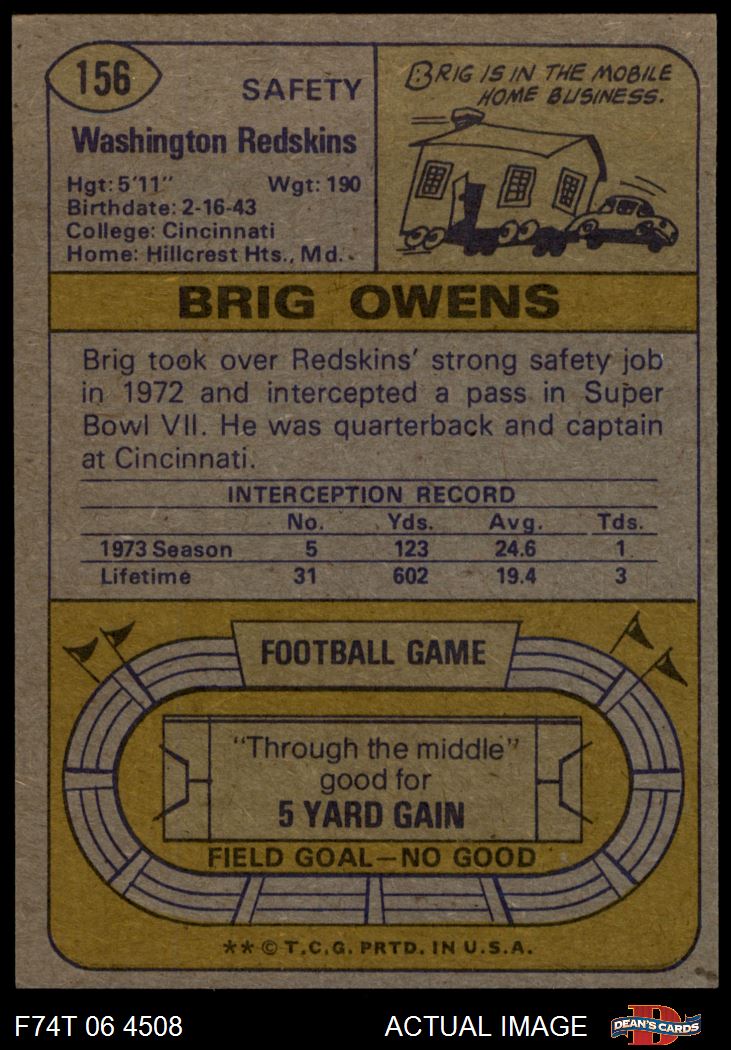 156
SAFETY
Washington Redskins
Hgt: 5'11" Wgt: 190
Birthdate: 2-16-43
College: Cincinnati
Home: Hillcrest Hts., Md.
BRIG IS IN THE MOBILE
HOME BUSINESS.
BRIG OWENS
Brig took over Redskins' strong safety job
in 1972 and intercepted a pass in Super
Bowl VII. He was quarterback and captain
at Cincinnati.
INTERCEPTION RECORD
No. Yds. Avg. Tds.
1973 Season 5 123 24.6 1
Lifetime 31 602 19.4 3
FOOTBALL GAME
"Through the middle"
good for
5 YARD GAIN
FIELD GOAL—NO GOOD
** © T.C.G. PRTD. IN U.S.A.
F74T 06 4508 ACTUAL IMAGE
D
DEAN'S CARDS